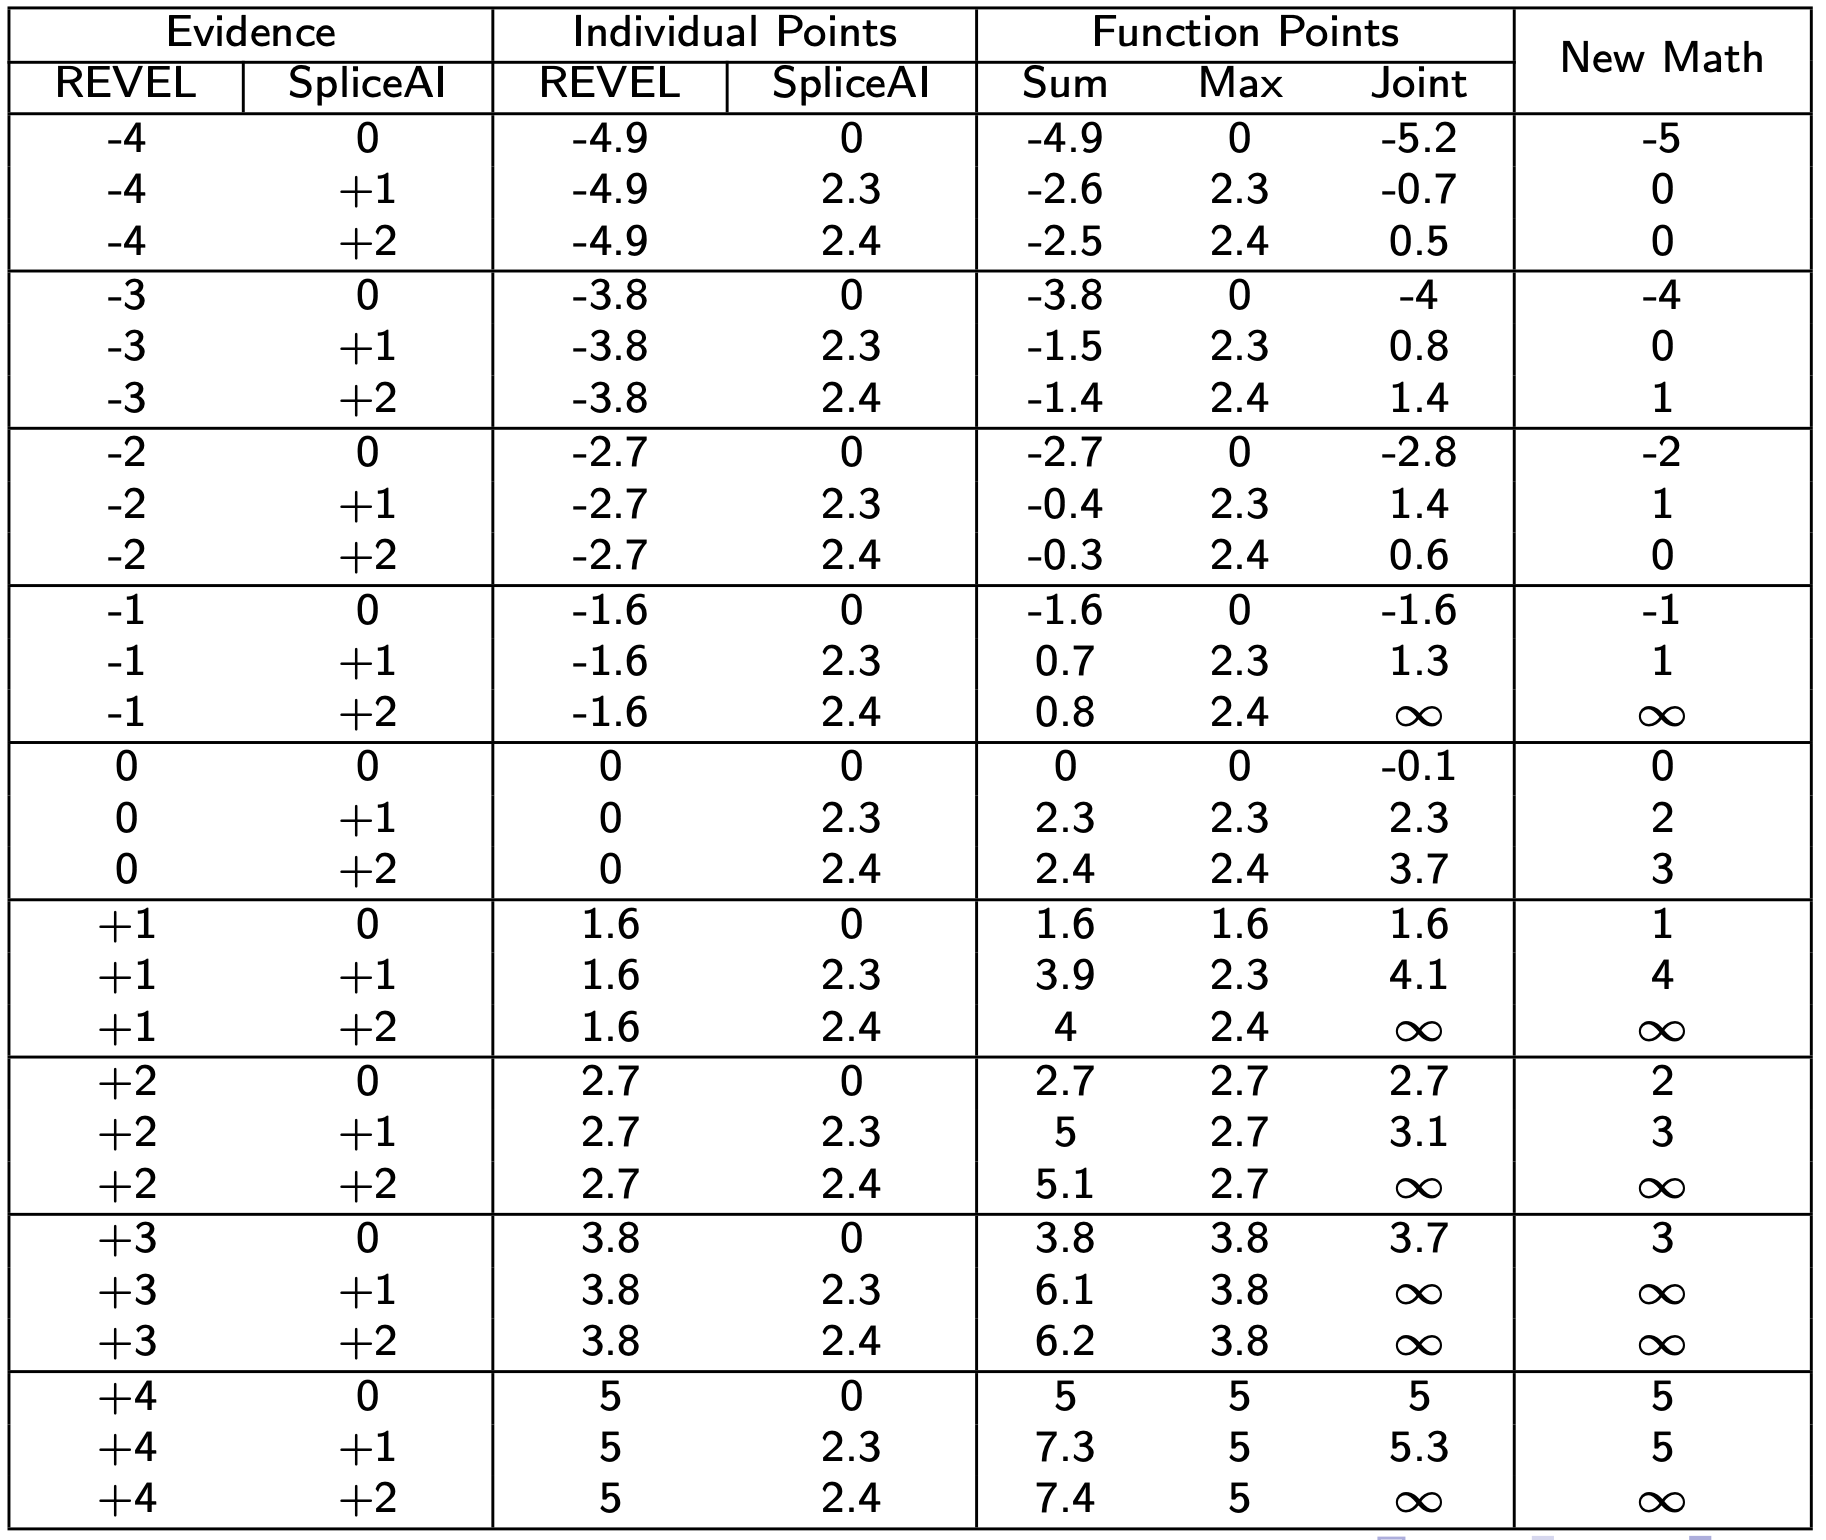 Evidence Individual Points Function Points New Math
REVEL SpliceAI REVEL SpliceAI Sum Max Joint
-4 0 -4.9 0 -4.9 0 -5.2 -5
-4 +1 -4.9 2.3 -2.6 2.3 -0.7 0
-4 +2 -4.9 2.4 -2.5 2.4 0.5 0
-3 0 -3.8 0 -3.8 0 -4 -4
-3 +1 -3.8 2.3 -1.5 2.3 0.8 0
-3 +2 -3.8 2.4 -1.4 2.4 1.4 1
-2 0 -2.7 0 -2.7 0 -2.8 -2
-2 +1 -2.7 2.3 -0.4 2.3 1.4 1
-2 +2 -2.7 2.4 -0.3 2.4 0.6 0
-1 0 -1.6 0 -1.6 0 -1.6 -1
-1 +1 -1.6 2.3 0.7 2.3 1.3 1
-1 +2 -1.6 2.4 0.8 2.4 ∞ ∞
0 0 0 0 0 0 -0.1 0
0 +1 0 2.3 2.3 2.3 2.3 2
0 +2 0 2.4 2.4 2.4 3.7 3
+1 0 1.6 0 1.6 1.6 1.6 1
+1 +1 1.6 2.3 3.9 2.3 4.1 4
+1 +2 1.6 2.4 4 2.4 ∞ ∞
+2 0 2.7 0 2.7 2.7 2.7 2
+2 +1 2.7 2.3 5 2.7 3.1 3
+2 +2 2.7 2.4 5.1 2.7 ∞ ∞
+3 0 3.8 0 3.8 3.8 3.7 3
+3 +1 3.8 2.3 6.1 3.8 ∞ ∞
+3 +2 3.8 2.4 6.2 3.8 ∞ ∞
+4 0 5 0 5 5 5 5
+4 +1 5 2.3 7.3 5 5.3 5
+4 +2 5 2.4 7.4 5 ∞ ∞